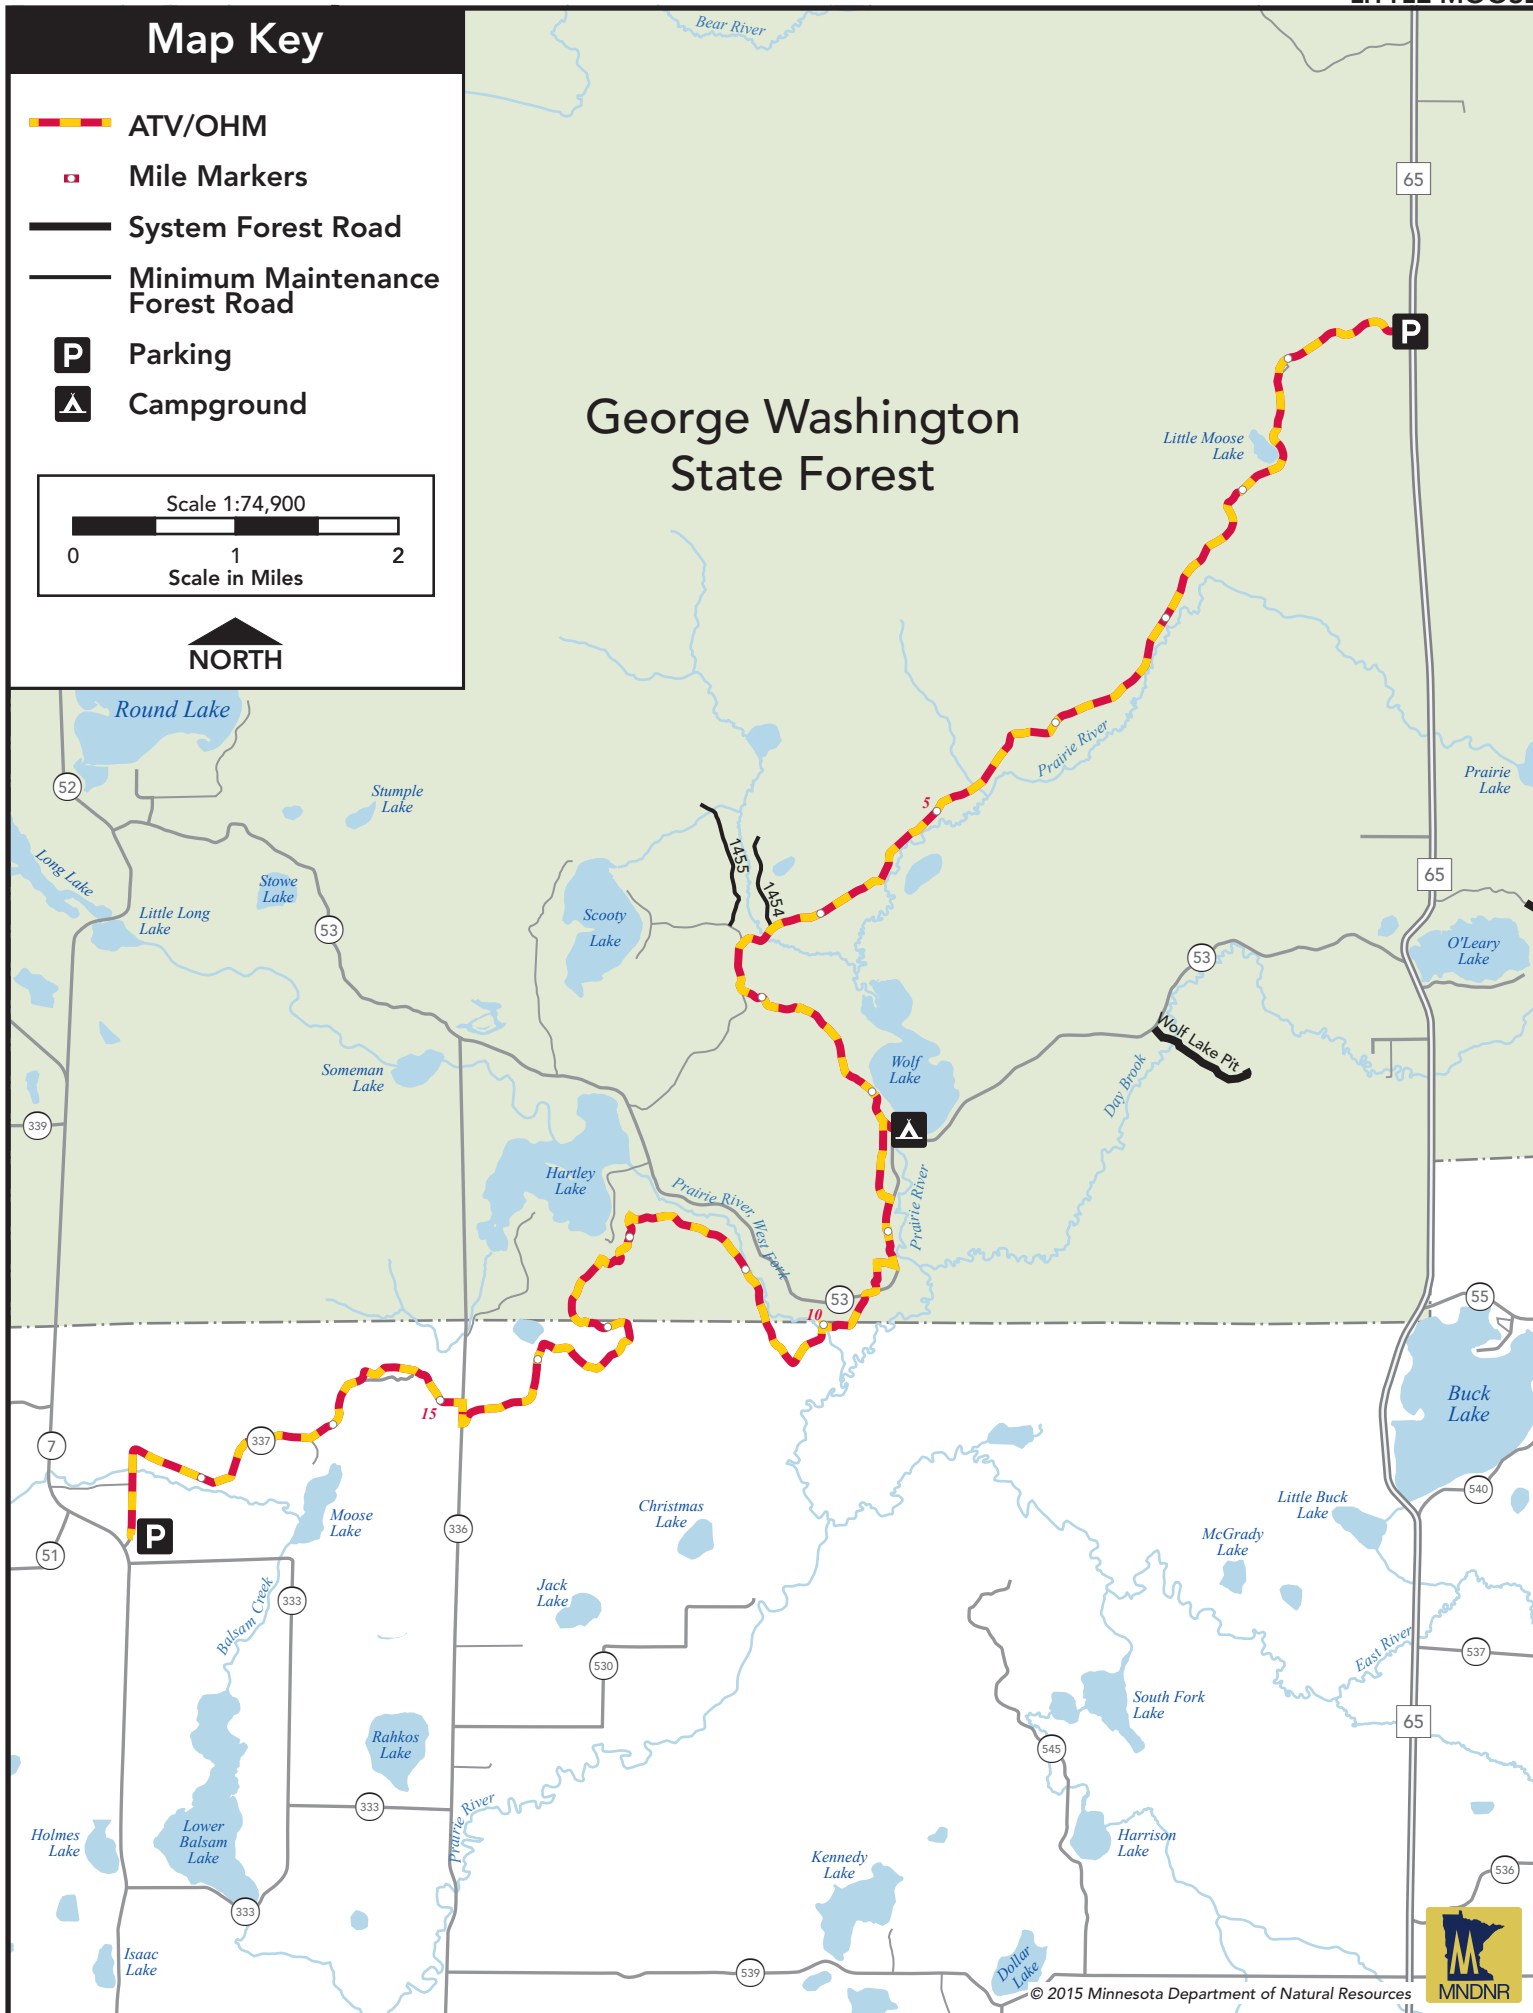 Map Key
ATV/OHM
Mile Markers
System Forest Road
Minimum Maintenance
Forest Road
P
Parking
Campground
Scale 1:74,900
0 1 2
Scale in Miles
NORTH
Bear River
65
P
George Washington
State Forest
Little Moose
Lake
Round Lake
52
Stumple
Lake
Prairie River
Prairie
Lake
5
Long Lake
Stowe
Lake
Little Long
Lake
53
1455
1454
Scooty
Lake
65
O'Leary
Lake
53
Wolf Lake Pit
Someman
Lake
Wolf
Lake
Day Brook
339
Hartley
Lake
Prairie River, West Fork
Prairie River
53
10
55
Buck
Lake
15
7
337
Moose
Lake
P
51
336
Christmas
Lake
Little Buck
Lake
540
McGrady
Lake
Jack
Lake
333
Balsam Creek
530
East River
537
South Fork
Lake
65
Rahkos
Lake
545
333
Prairie River
Lower
Balsam
Lake
Holmes
Lake
Harrison
Lake
Kennedy
Lake
536
333
Isaac
Lake
539
Dollar
Lake
© 2015 Minnesota Department of Natural Resources
MNDNR